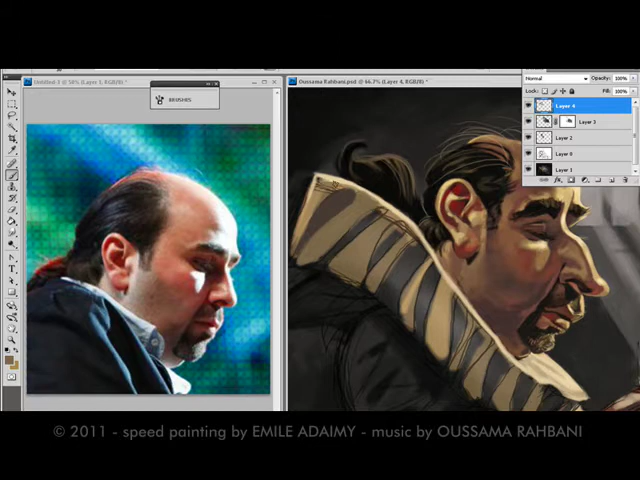 Untitled-3 @ 50% (Layer 1, RGB/8) *
Oussama Rahbani.psd @ 66.7% (Layer 4, RGB/8) *
BRUSHES
Normal
Opacity: 100%
Lock:
Fill: 100%
Layer 4
Layer 3
Layer 2
Layer 0
Layer 1
© 2011 - speed painting by EMILE ADAIMY - music by OUSSAMA RAHBANI